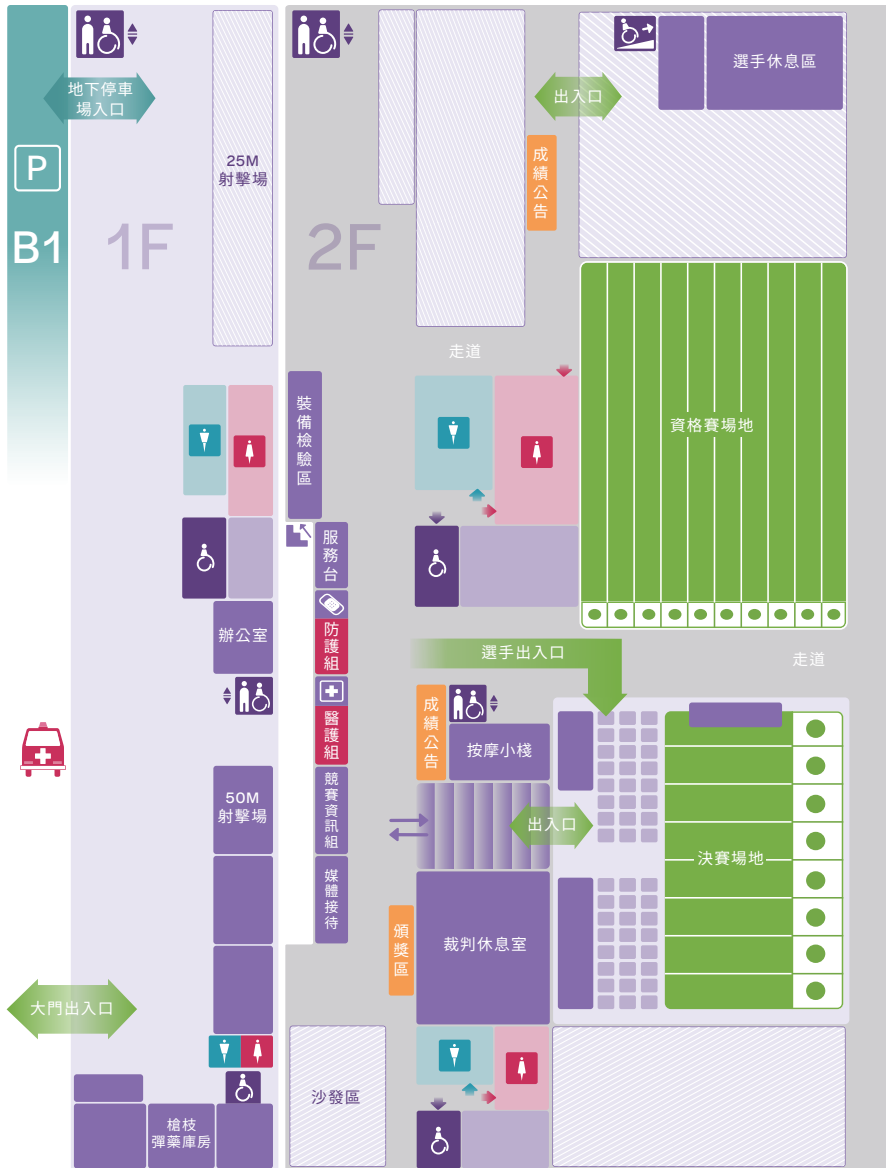 地下停車
場入口
P
B1
1F
25M
射擊場
辦公室
50M
射擊場
大門出入口
槍枝
彈藥庫房
2F
選手休息區
出入口
成績公告
走道
資格賽場地
裝備檢驗區
服務台
防護組
醫護組
競賽資訊組
媒體接待
選手出入口
走道
成績公告
按摩小棧
出入口
決賽場地
頒獎區
裁判休息室
沙發區